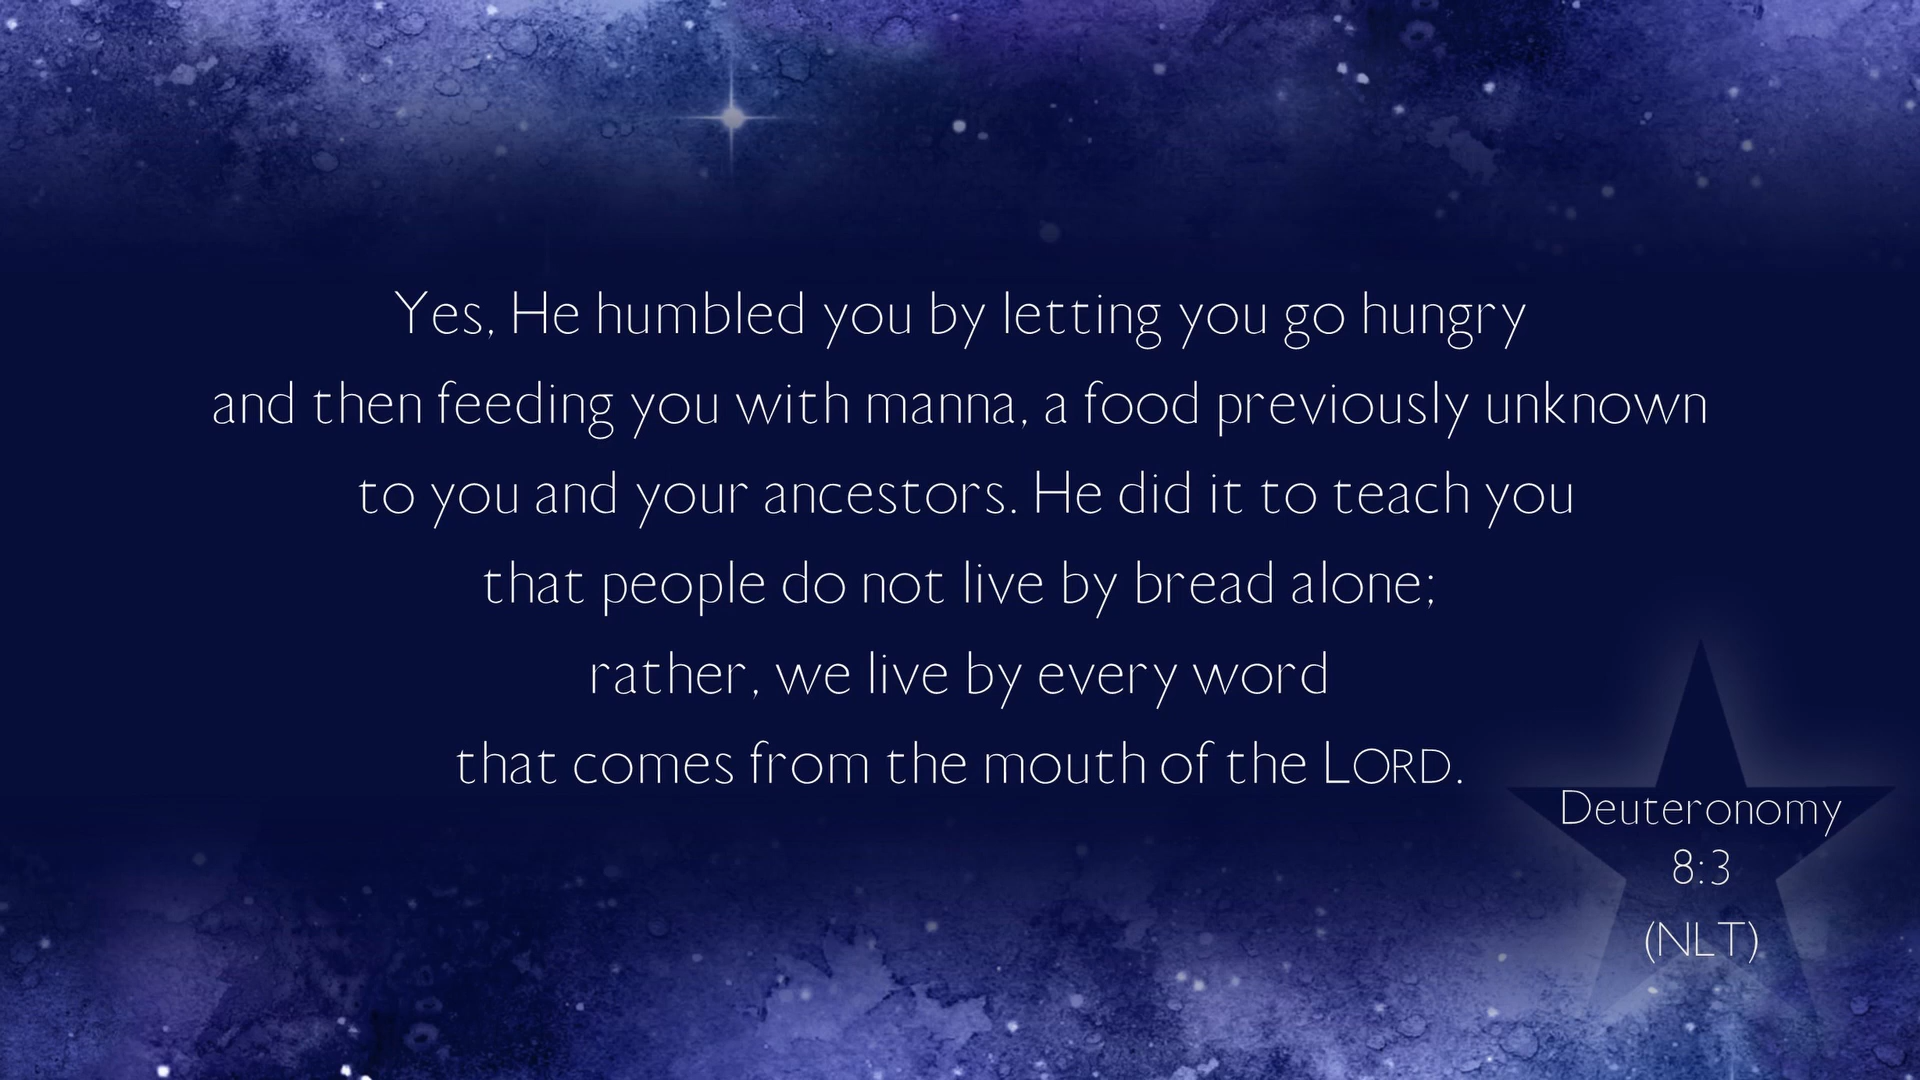 Yes, He humbled you by letting you go hungry
and then feeding you with manna, a food previously unknown
to you and your ancestors. He did it to teach you
that people do not live by bread alone;
rather, we live by every word
that comes from the mouth of the LORD.
Deuteronomy
8:3
(NLT)